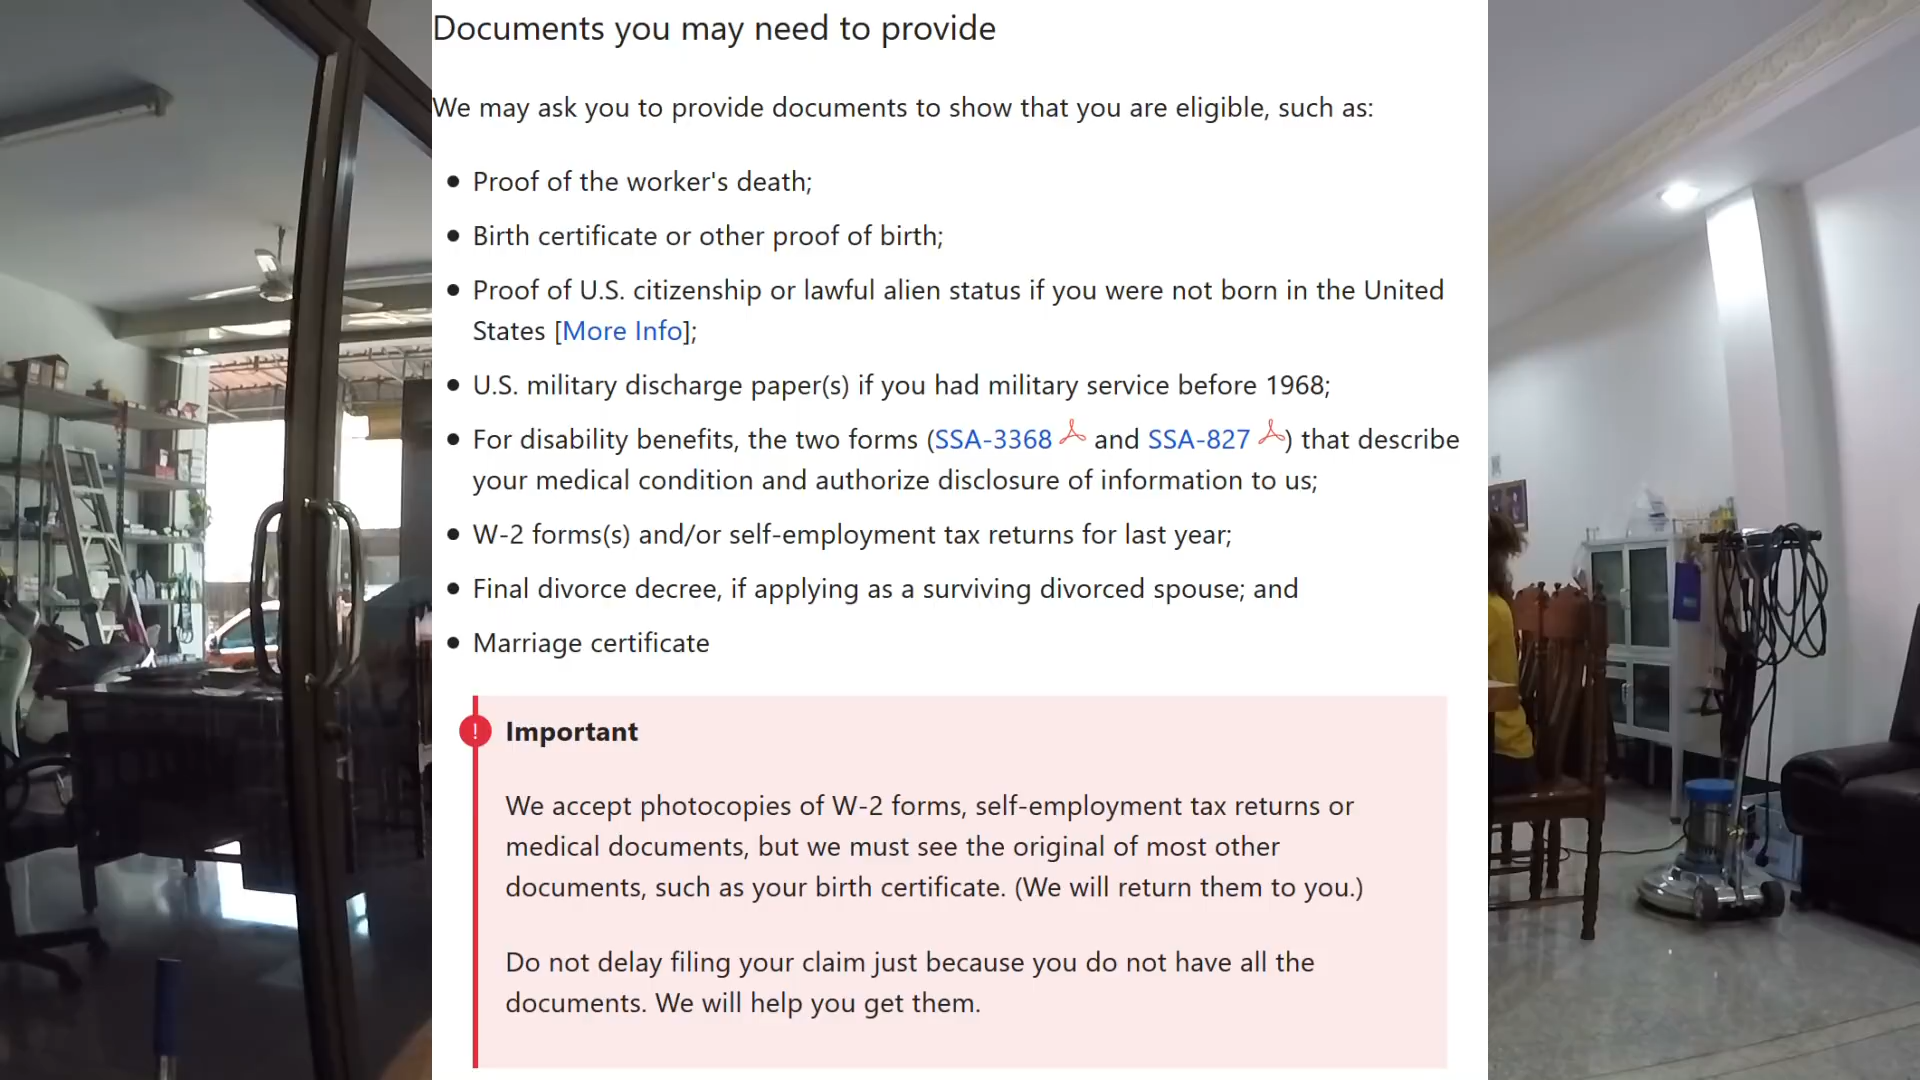 Documents you may need to provide
We may ask you to provide documents to show that you are eligible, such as:
● Proof of the worker's death;
● Birth certificate or other proof of birth;
● Proof of U.S. citizenship or lawful alien status if you were not born in the United
States [More Info];
● U.S. military discharge paper(s) if you had military service before 1968;
● For disability benefits, the two forms (SSA-3368 and SSA-827 ) that describe
your medical condition and authorize disclosure of information to us;
● W-2 forms(s) and/or self-employment tax returns for last year;
● Final divorce decree, if applying as a surviving divorced spouse; and
● Marriage certificate
! Important
We accept photocopies of W-2 forms, self-employment tax returns or
medical documents, but we must see the original of most other
documents, such as your birth certificate. (We will return them to you.)
Do not delay filing your claim just because you do not have all the
documents. We will help you get them.